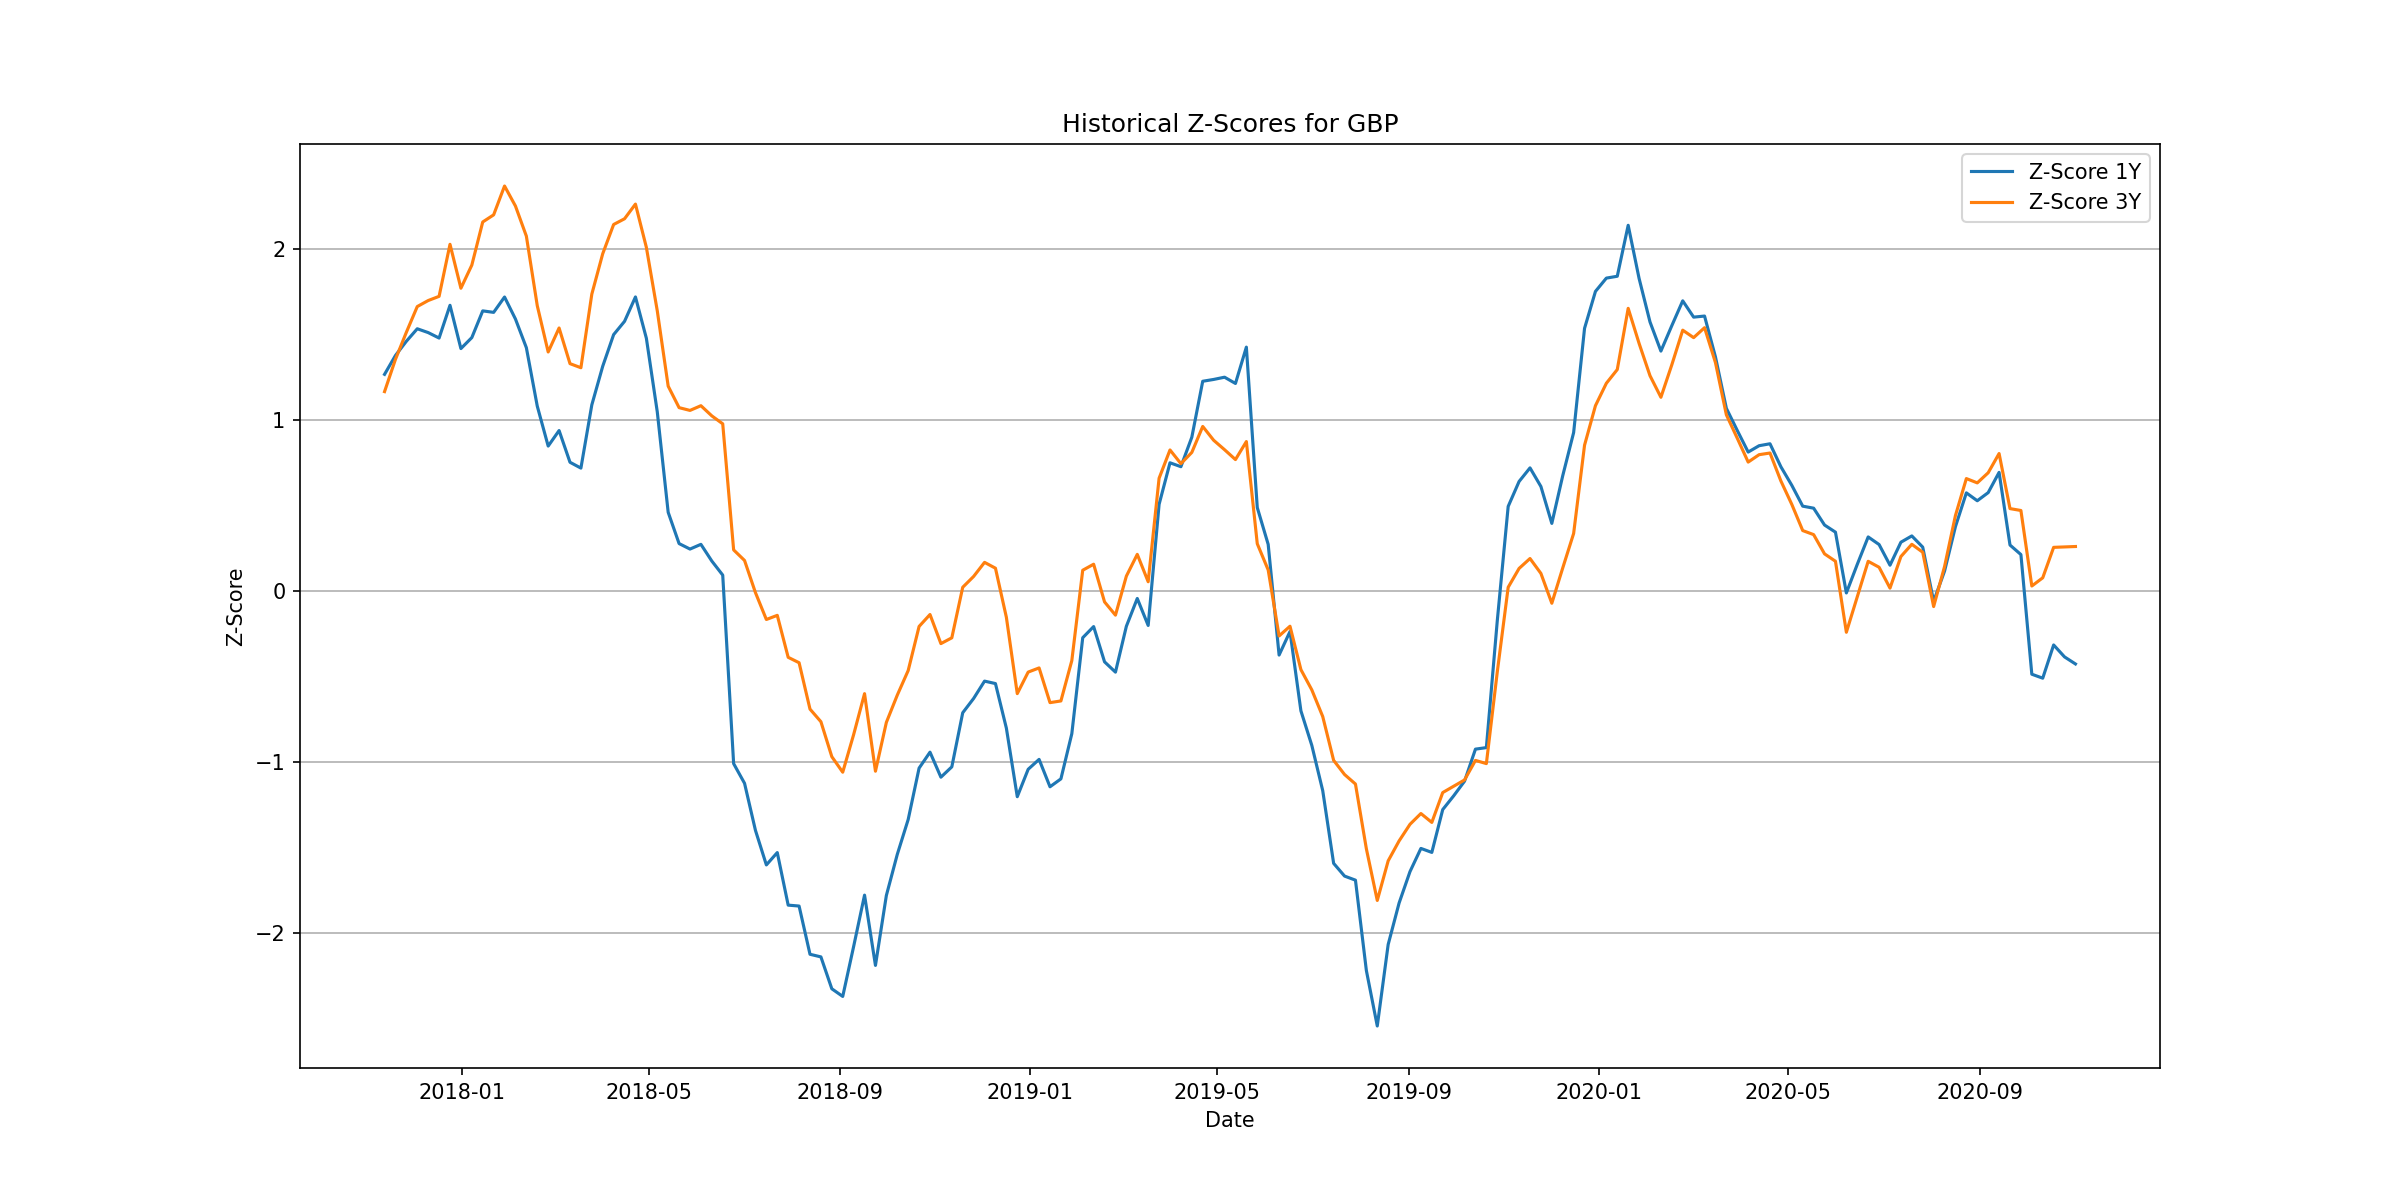 Historical Z-Scores for GBP
Z-Score 1Y
Z-Score 3Y
2
1
0
−1
−2
Z-Score
2018-01
2018-05
2018-09
2019-01
2019-05
2019-09
2020-01
2020-05
2020-09
Date